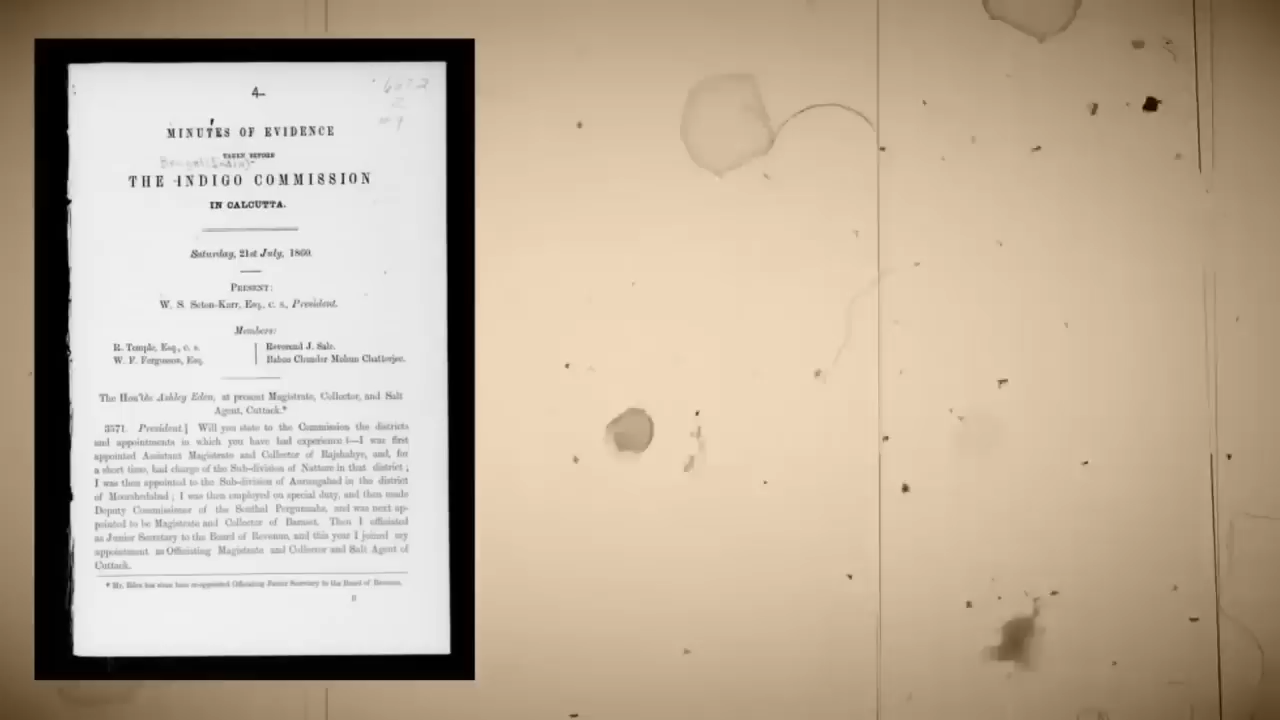 4
MINUTES OF EVIDENCE
TAKEN BEFORE
THE INDIGO COMMISSION
IN CALCUTTA.
Saturday, 21st July, 1860.
PRESENT:
W. S. Seton-Karr, Esq., C. S., President.
Members:
R. Temple, Esq., C. S.
W. F. Fergusson, Esq.
Reverend J. Sale.
Baboo Chunder Mohun Chatterjee.
The Hon'ble Ashley Eden, at present Magistrate, Collector, and Salt
Agent, Cuttack.*
3571. President.] Will you state to the Commission the districts
and appointments in which you have had experience?—I was first
appointed Assistant Magistrate and Collector of Rajshahye, and, for
a short time, had charge of the Sub-division of Nattore in that district;
I was then appointed to the Sub-division of Aurungabad in the district
of Moorshedabad; I was then employed on special duty, and then made
Deputy Commissioner of the Sonthal Pergunnahs, and was next ap-
pointed to be Magistrate and Collector of Baraset. Then I officiated
as Junior Secretary to the Board of Revenue, and this year I joined my
appointment as Officiating Magistrate and Collector and Salt Agent of
Cuttack.
* Mr. Eden has since been re-appointed Officiating Junior Secretary to the Board of Revenue.